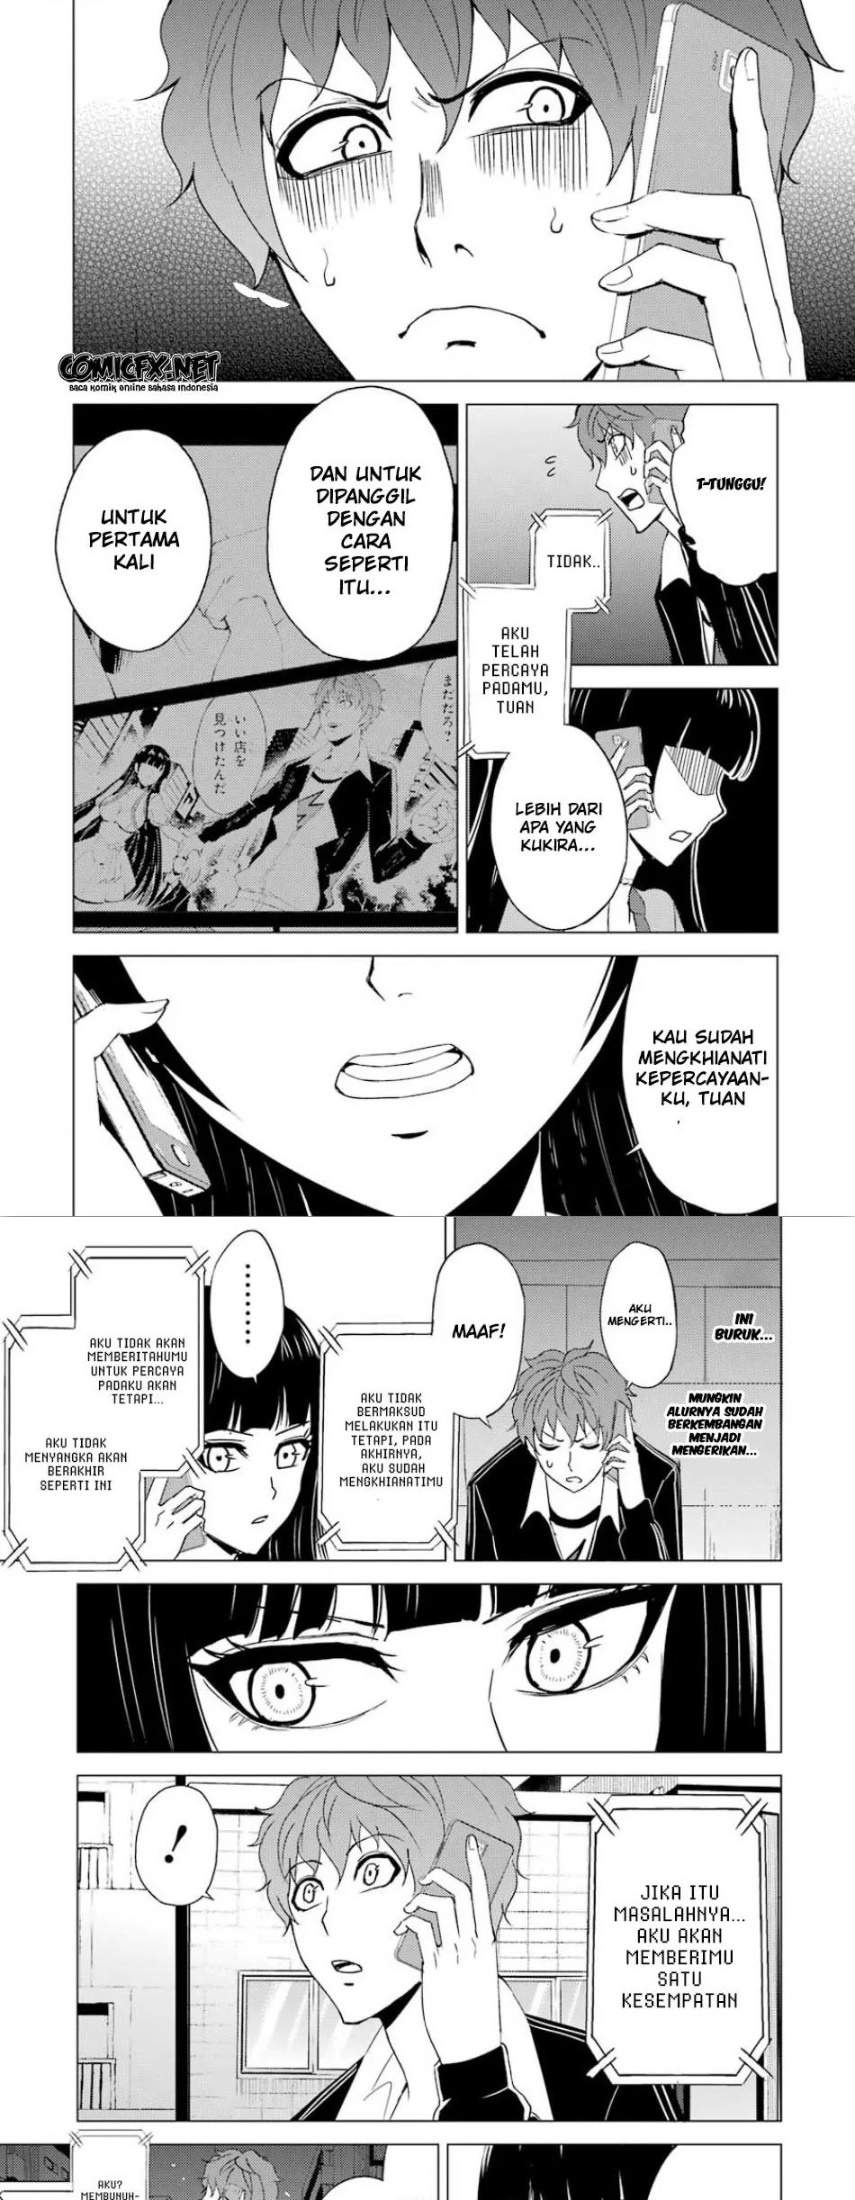 COMICFX.NET
baca komik online bahasa indonesia
T-TUNGGU!
TIDAK..
AKU
TELAH
PERCAYA
PADAMU,
TUAN
LEBIH DARI
APA YANG
KUKIRA...
DAN UNTUK
DIPANGGIL
DENGAN
CARA
SEPERTI
ITU...
UNTUK
PERTAMA
KALI
またたろ?
いい店を
見つけたんだ
KAU SUDAH
MENGKHIANATI
KEPERCAYAAN-
KU, TUAN
INI
BURUK...
MUNGKIN
ALURNYA SUDAH
BERKEMBANGAN
MENJADI
MENGERIKAN...
AKU
MENGERTI..
MAAF!
AKU TIDAK
BERMAKSUD
MELAKUKAN ITU
TETAPI, PADA
AKHIRNYA,
AKU SUDAH
MENGKHIANATIMU
.........
AKU TIDAK AKAN
MEMBERITAHUMU
UNTUK PERCAYA
PADAKU AKAN
TETAPI...
AKU TIDAK
MENYANGKA AKAN
BERAKHIR
SEPERTI INI
JIKA ITU
MASALAHNYA...
AKU AKAN
MEMBERIMU
SATU
KESEMPATAN
!
AKU?
MEMBUNUH-